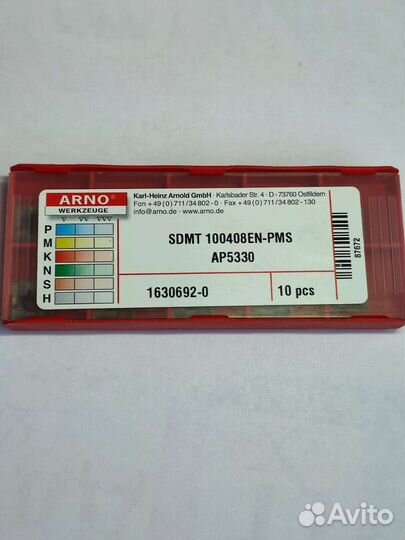 ARNO®
WERKZEUGE
Karl-Heinz Arnold GmbH · Karlsbader Str. 4 · D - 73760 Ostfildern
Fon + 49 (0) 711 / 34 802 - 0 · Fax + 49 (0) 711 / 34 802 - 130
info@arno.de · www.arno.de
▽ ▽▽ ▽▽▽
P
M
K
N
S
H
SDMT 100408EN-PMS
AP5330
1630692-0
10 pcs
87672
Avito